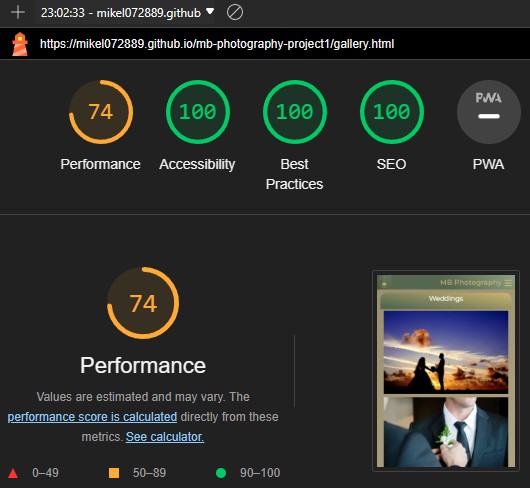 23:02:33 - mikel072889.github
https://mikel072889.github.io/mb-photography-project1/gallery.html
74
100
100
100
PWA
Performance
Accessibility
Best
Practices
SEO
PWA
74
Performance
Values are estimated and may vary. The
performance score is calculated directly from these
metrics. See calculator.
0–49
50–89
90–100
MB Photography
Weddings